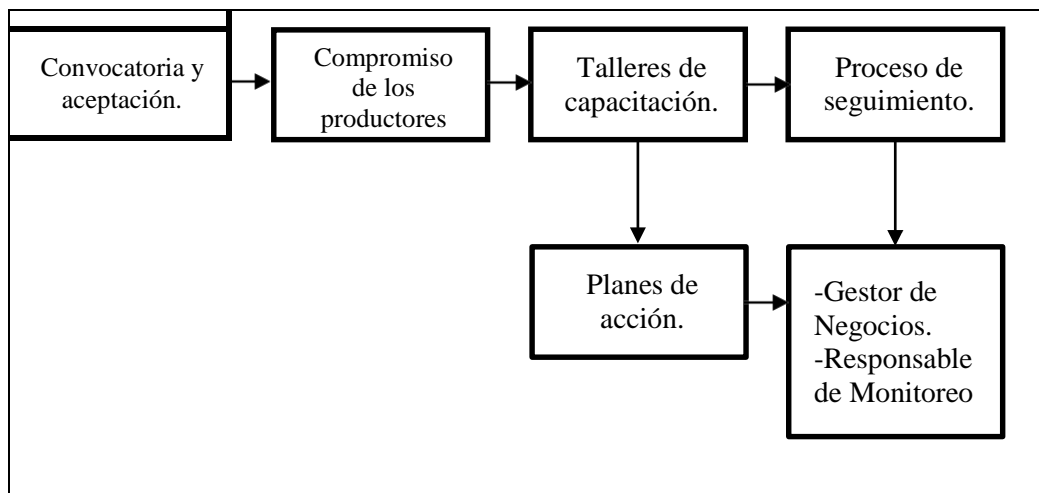 Convocatoria y
aceptación.
Compromiso
de los
productores
Talleres de
capacitación.
Proceso de
seguimiento.
Planes de
acción.
-Gestor de
Negocios.
-Responsable
de Monitoreo